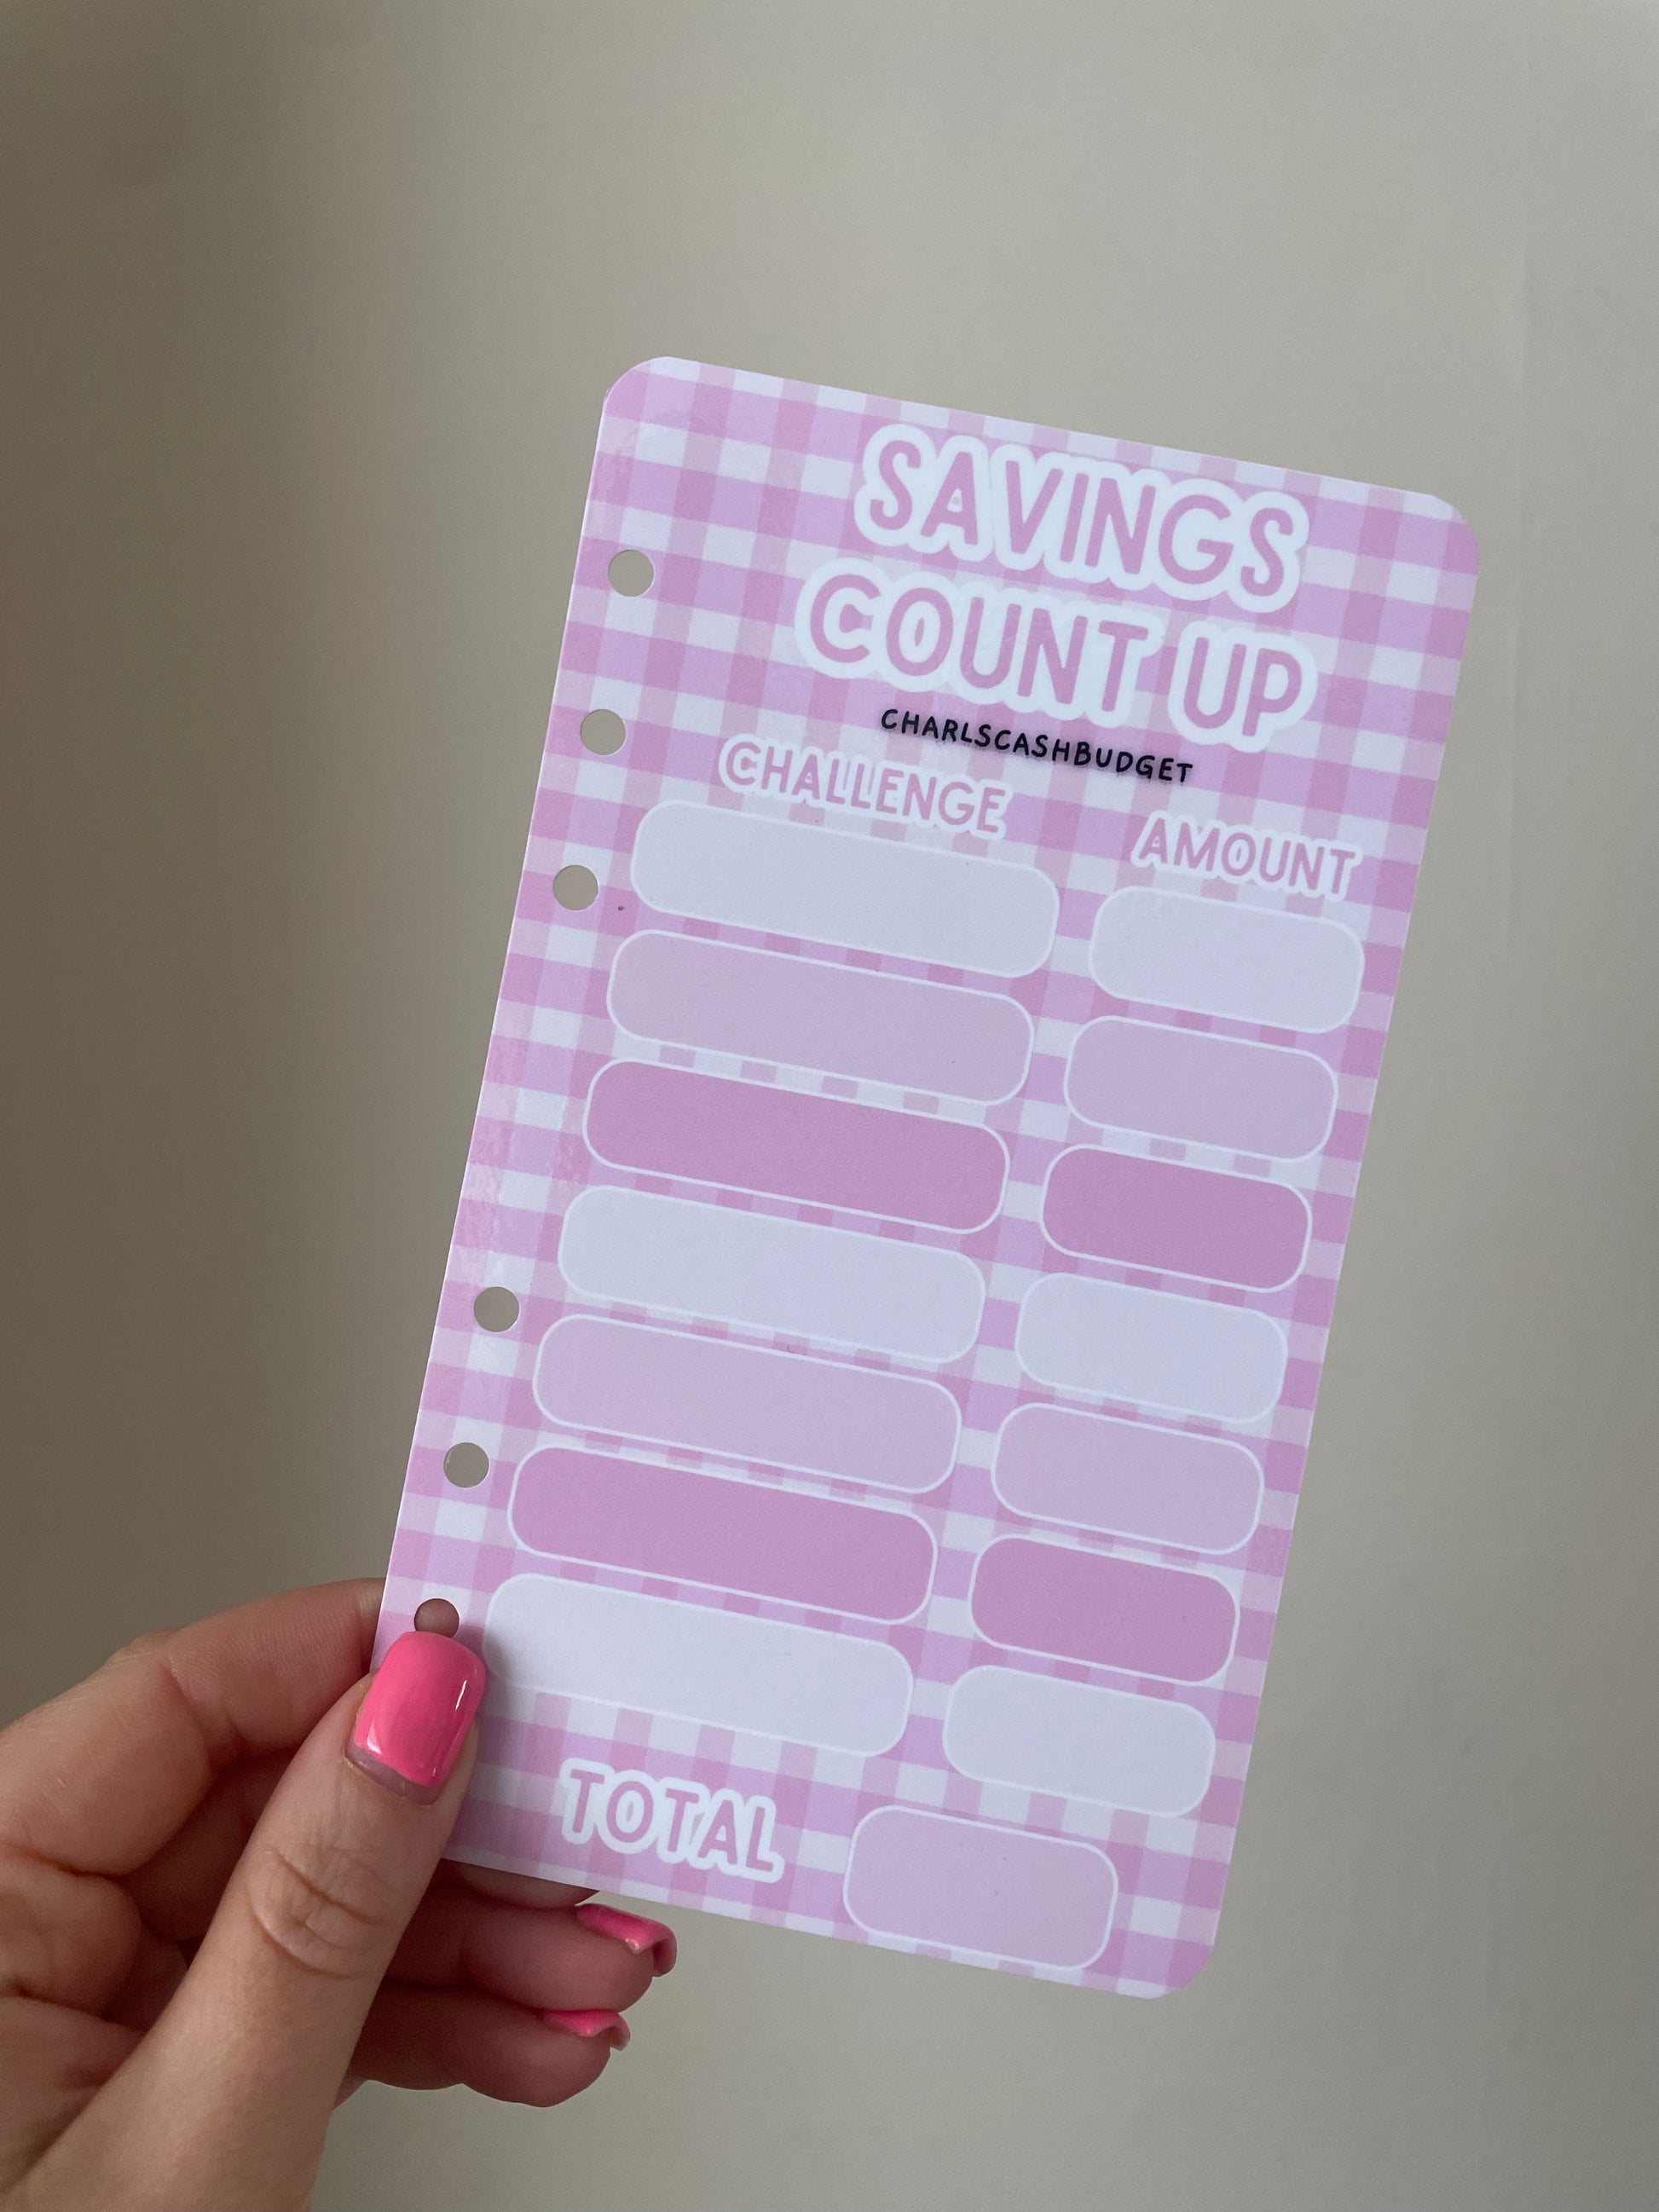 SAVINGS
COUNT UP
CHARLSCASHBUDGET
CHALLENGE
AMOUNT
TOTAL